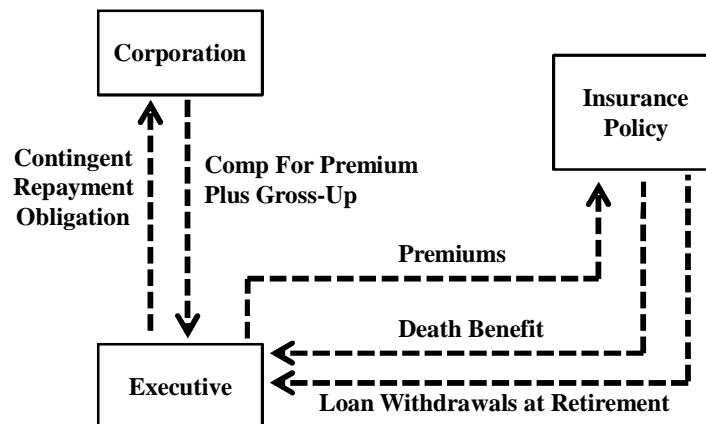 Corporation
Insurance
Policy
Contingent
Repayment
Obligation
Comp For Premium
Plus Gross-Up
Premiums
Death Benefit
Executive
Loan Withdrawals at Retirement